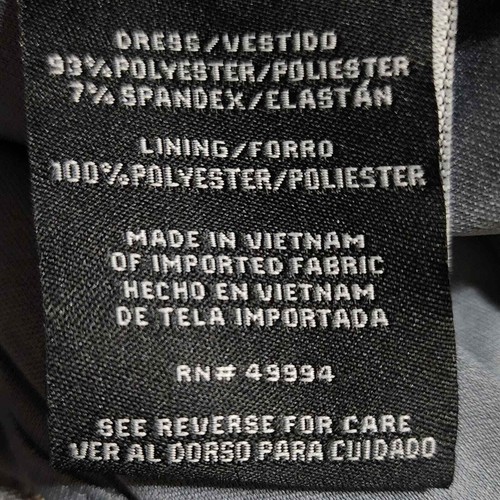 DRESS/VESTIDO
93%POLYESTER/POLIESTER
7%SPANDEX/ELASTÁN
LINING/FORRO
100%POLYESTER/POLIESTER
MADE IN VIETNAM
OF IMPORTED FABRIC
HECHO EN VIETNAM
DE TELA IMPORTADA
RN# 49994
SEE REVERSE FOR CARE
VER AL DORSO PARA CUIDADO